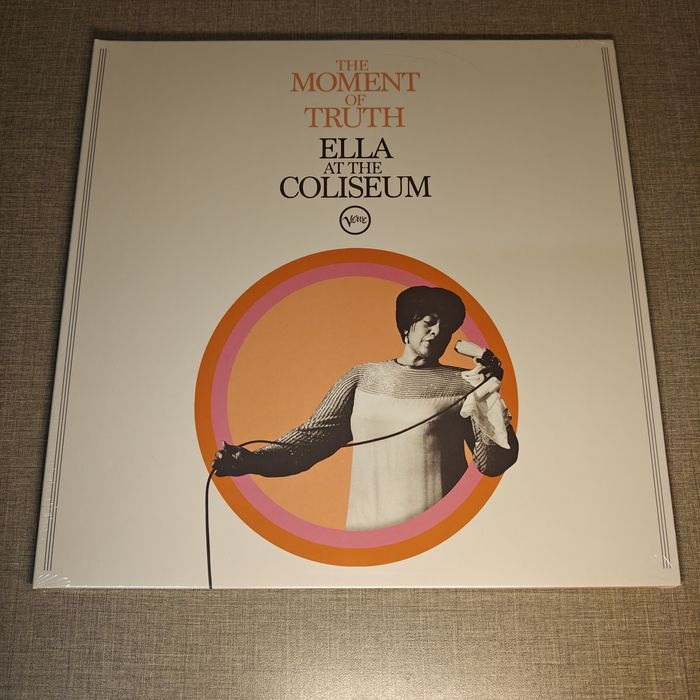 THE
MOMENT
OF
TRUTH
ELLA
AT THE
COLISEUM
Verve